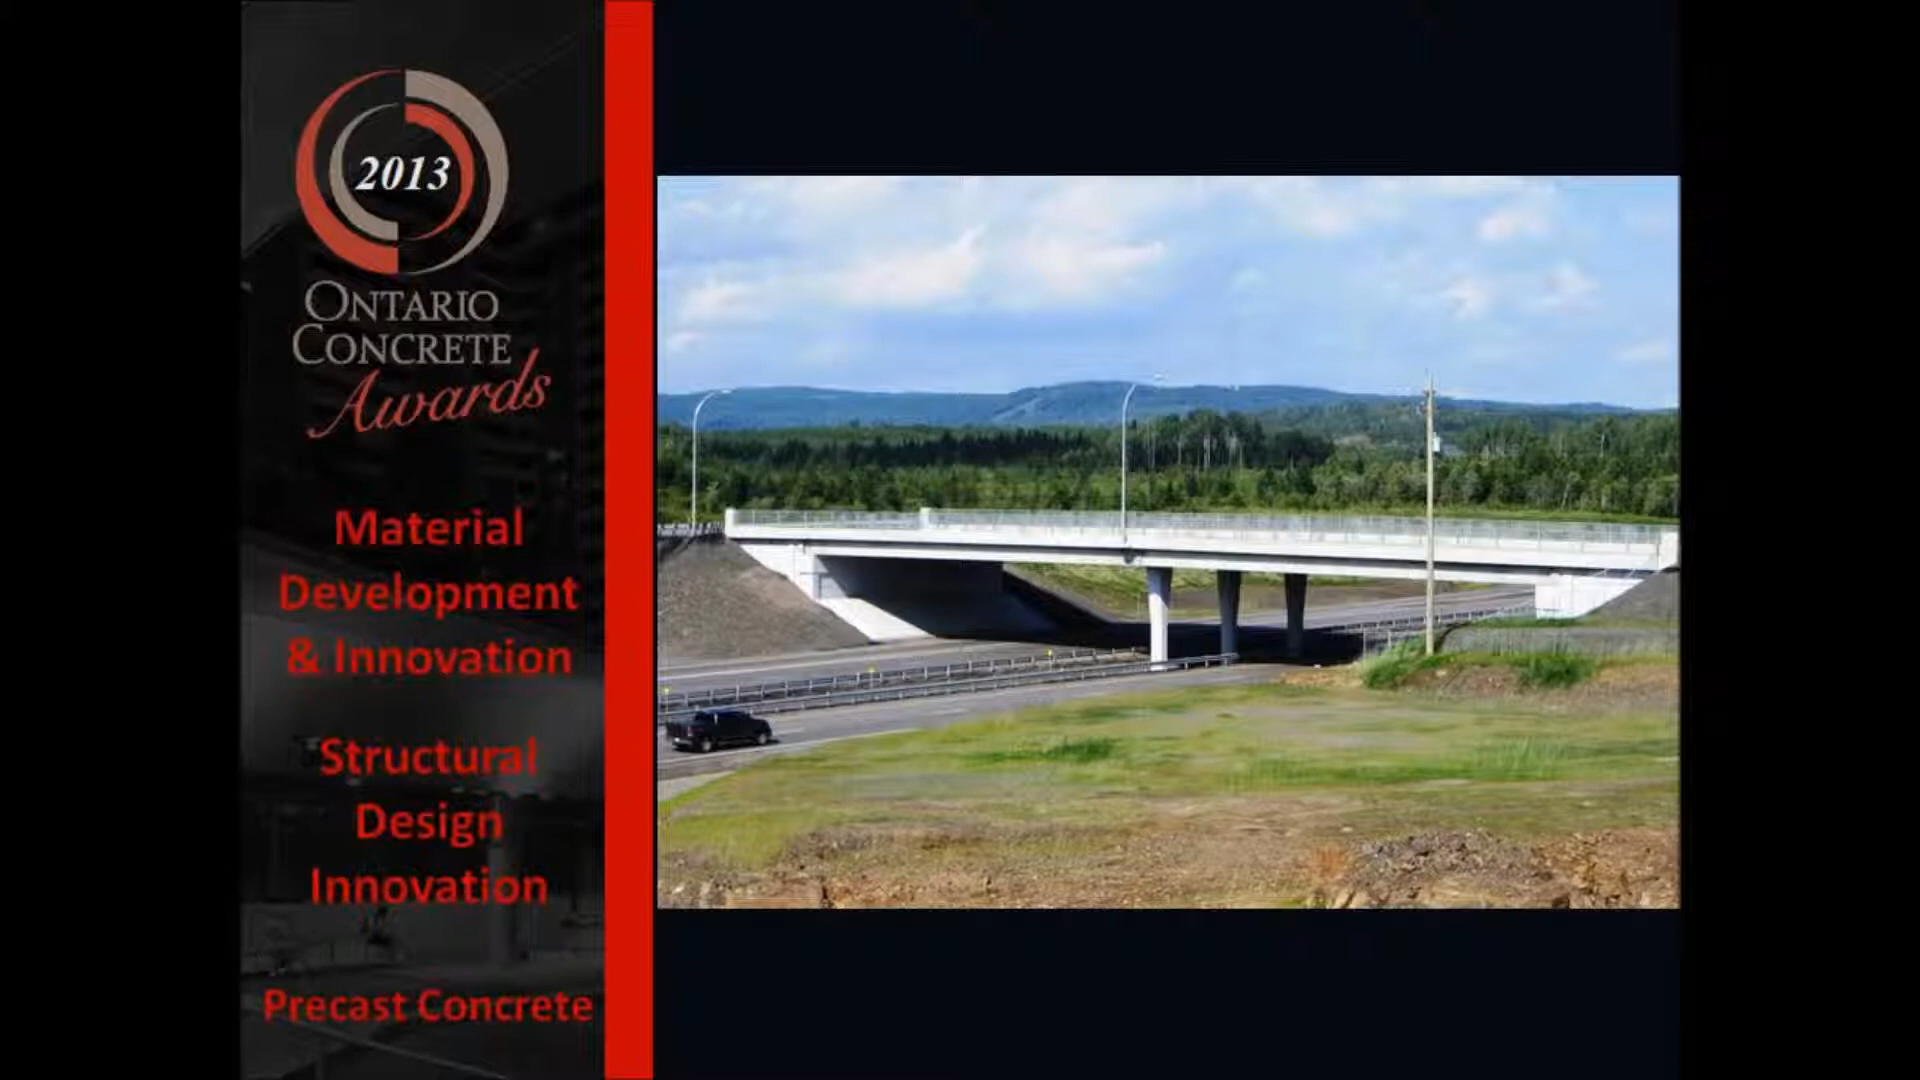 2013
ONTARIO
CONCRETE
Awards
Material
Development
& Innovation
Structural
Design
Innovation
Precast Concrete